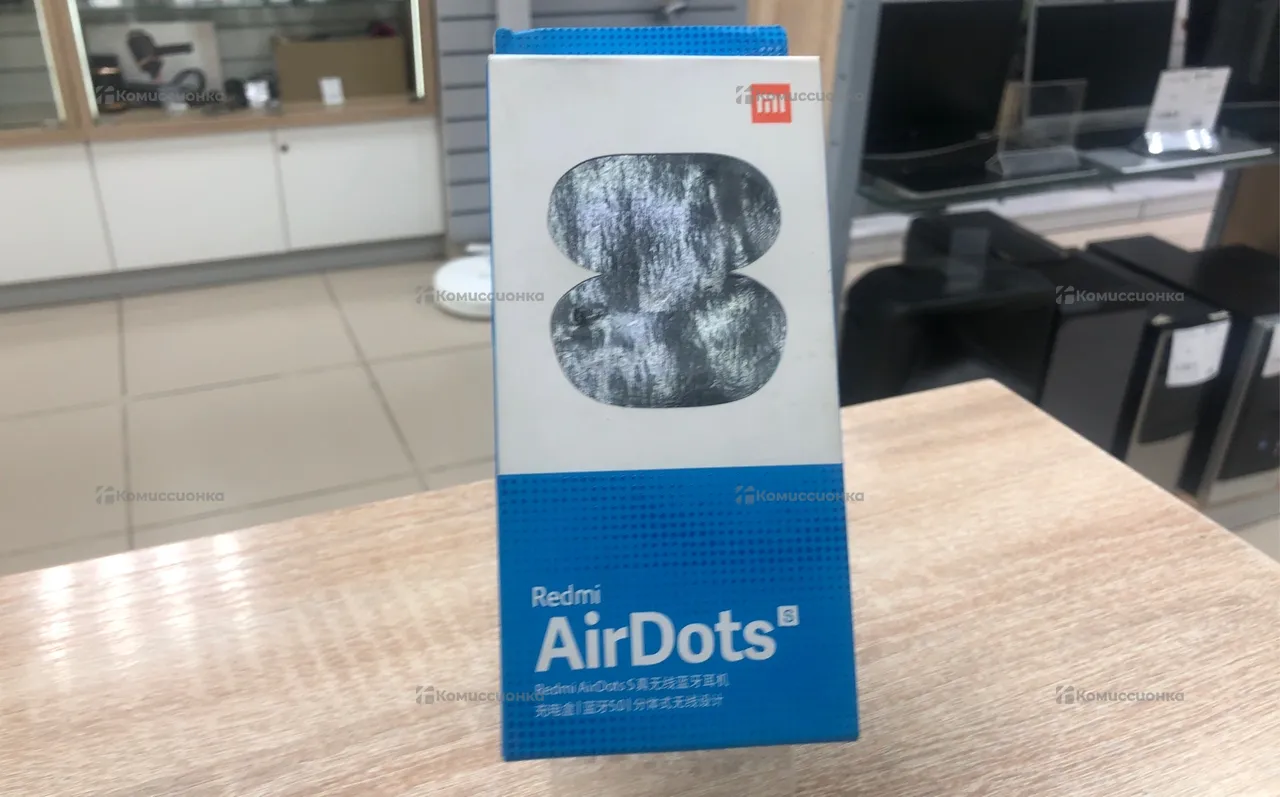 Комиссионка
Комиссионка
mi
Комиссионка
Комиссионка
Комиссионка
Комиссионка
Redmi
AirDots S
Redmi AirDots S 真无线蓝牙耳机
Комиссионка
Комиссионка
充电盒 | 蓝牙5.0 | 分体式无线设计